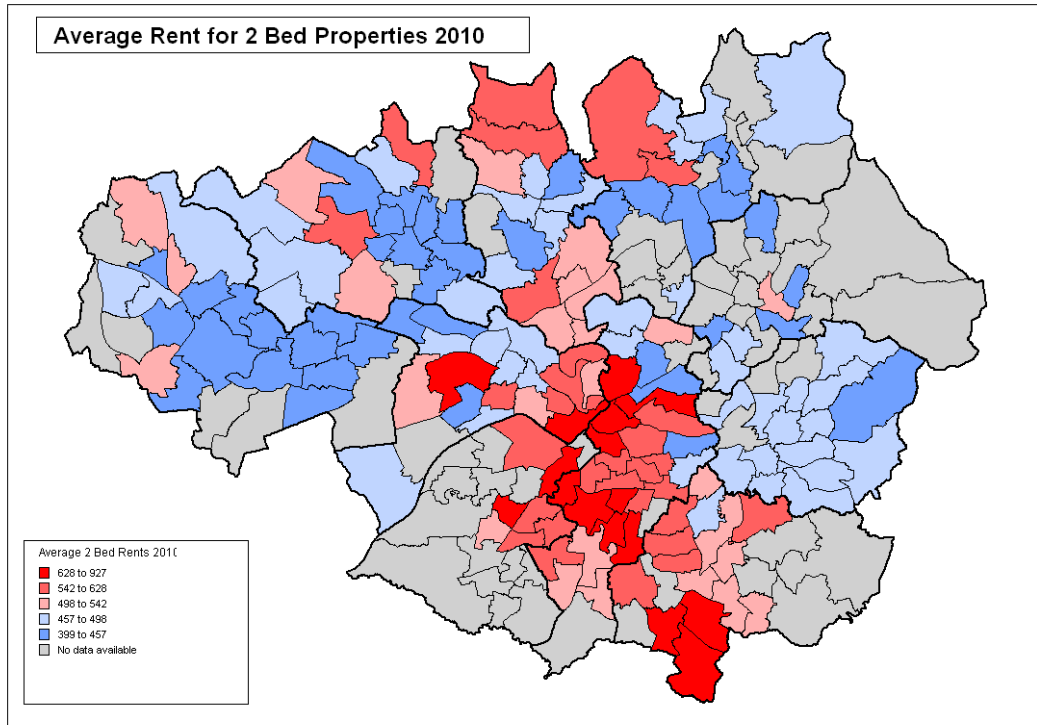 Average Rent for 2 Bed Properties 2010
Average 2 Bed Rents 2010
628 to 927
542 to 628
498 to 542
457 to 498
399 to 457
No data available